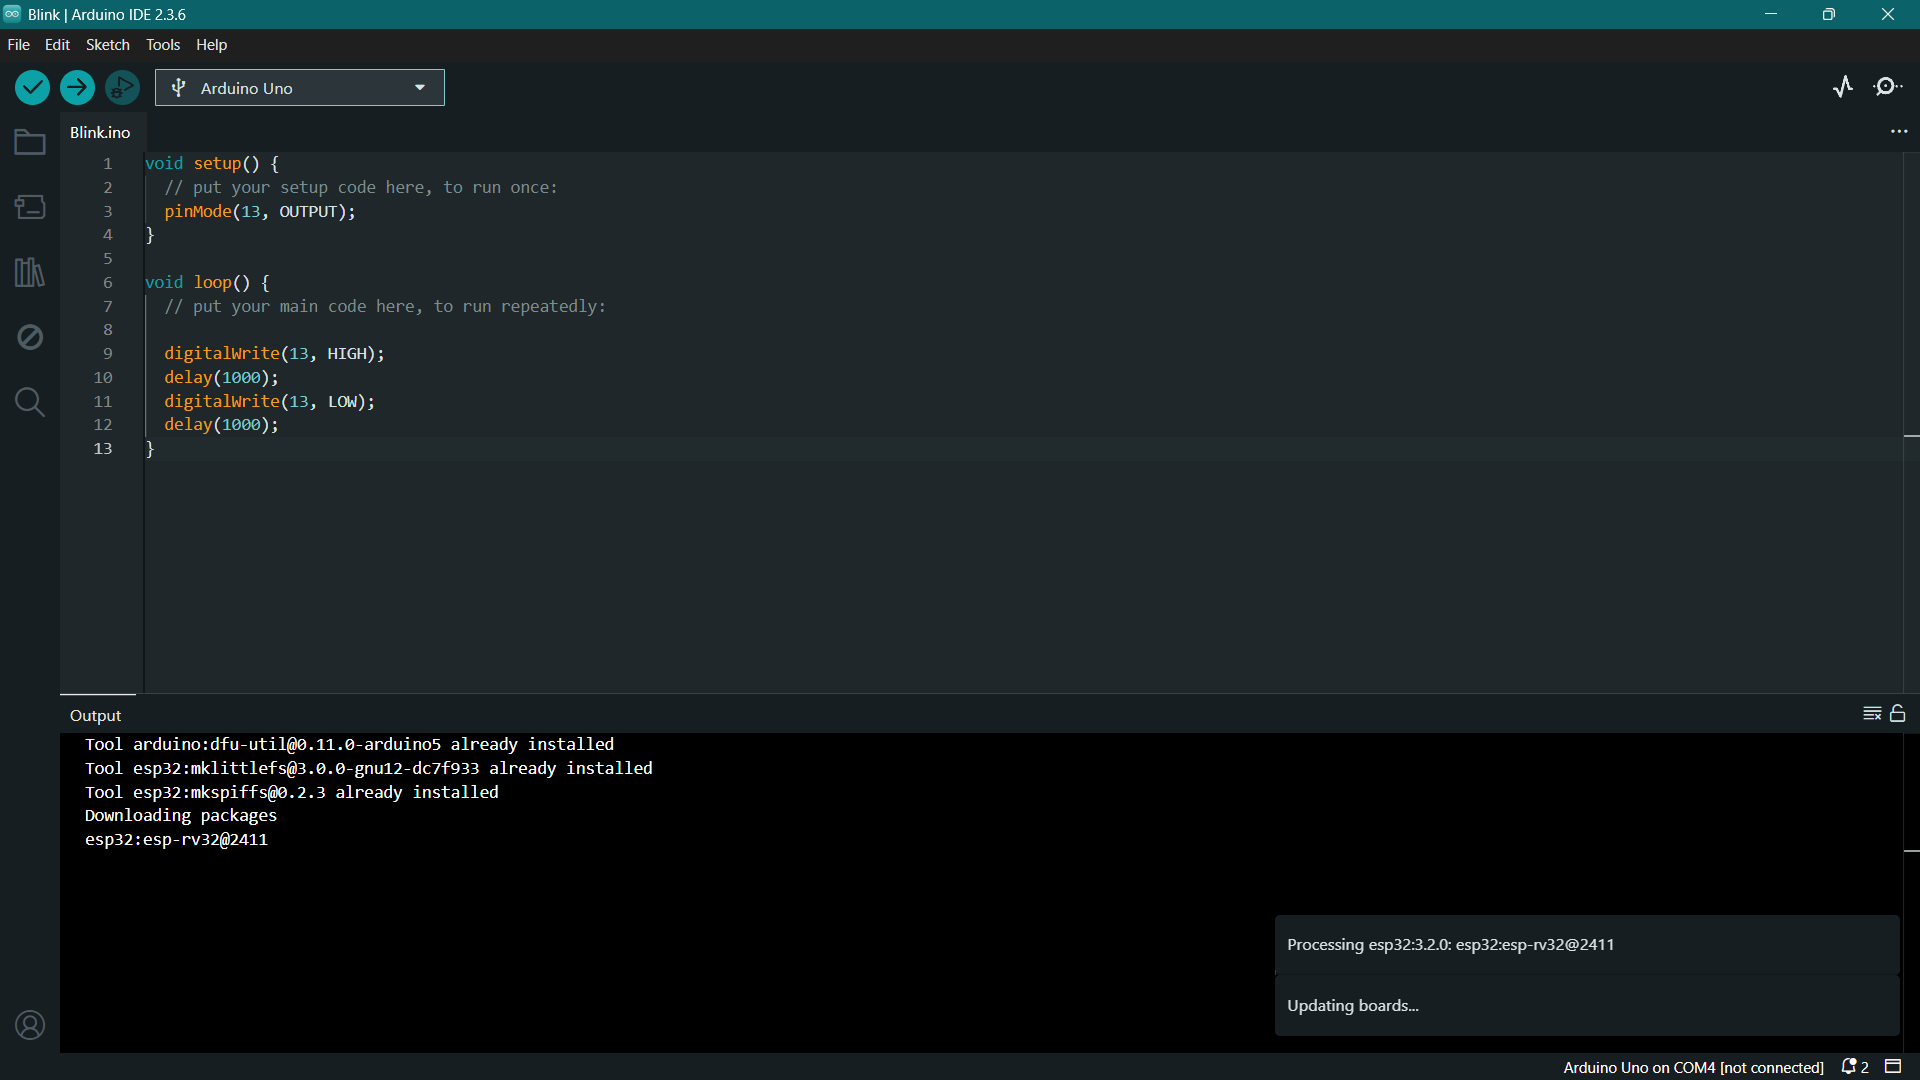 Blink | Arduino IDE 2.3.6
File Edit Sketch Tools Help
Arduino Uno
Blink.ino
1 void setup() {
2 // put your setup code here, to run once:
3 pinMode(13, OUTPUT);
4 }
5
6 void loop() {
7 // put your main code here, to run repeatedly:
8
9 digitalWrite(13, HIGH);
10 delay(1000);
11 digitalWrite(13, LOW);
12 delay(1000);
13 }
Output
Tool arduino:dfu-util@0.11.0-arduino5 already installed
Tool esp32:mklittlefs@3.0.0-gnu12-dc7f933 already installed
Tool esp32:mkspiffs@0.2.3 already installed
Downloading packages
esp32:esp-rv32@2411
Processing esp32:3.2.0: esp32:esp-rv32@2411
Updating boards...
Arduino Uno on COM4 [not connected] 2